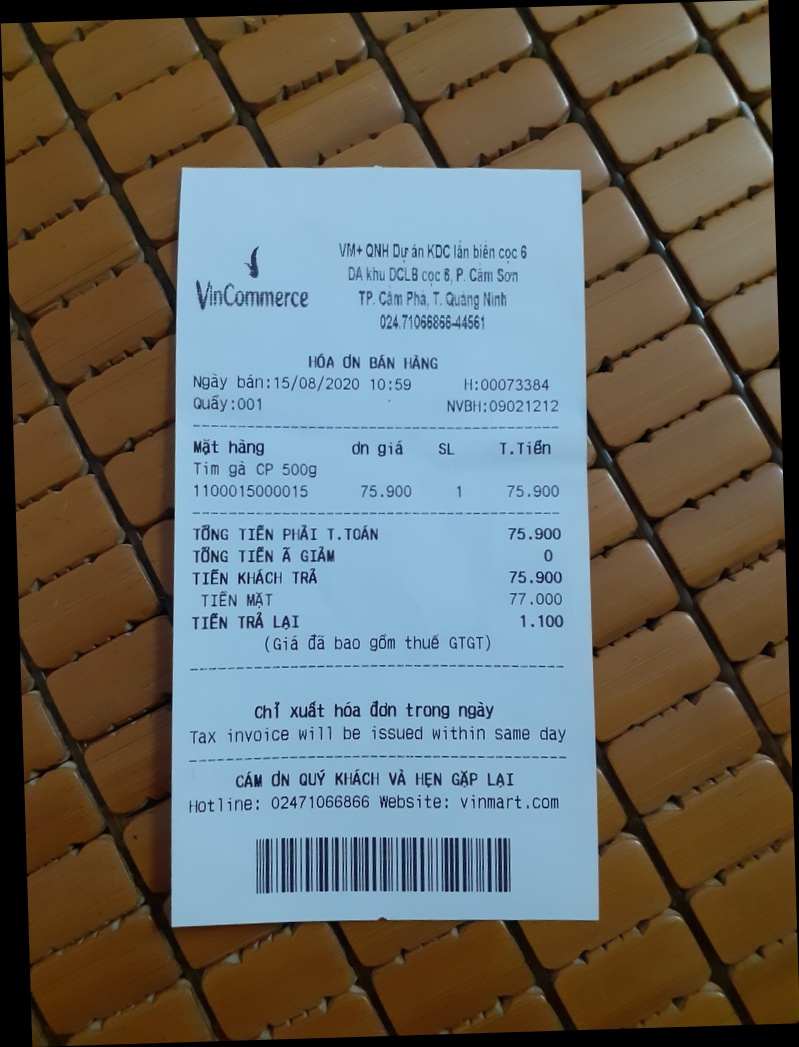 VinCommerce
VM+ QNH Dự án KDC lấn biển cọc 6
DA khu DCLB cọc 6, P. Cẩm Sơn
TP. Cẩm Phả, T. Quảng Ninh
024.71066866-44561
HÓA ƠN BÁN HÀNG
Ngày bán:15/08/2020 10:59 H:00073384
Quầy:001 NVBH:09021212
Mặt hàng ơn giá SL T.Tiền
Tim gà CP 500g
1100015000015 75.900 1 75.900
TỔNG TIỀN PHẢI T.TOÁN 75.900
TỔNG TIỀN Ã GIẢM 0
TIỀN KHÁCH TRẢ 75.900
TIỀN MẶT 77.000
TIỀN TRẢ LẠI 1.100
(Giá đã bao gồm thuế GTGT)
Chỉ xuất hóa đơn trong ngày
Tax invoice will be issued within same day
CÁM ƠN QUÝ KHÁCH VÀ HẸN GẶP LẠI
Hotline: 02471066866 Website: vinmart.com